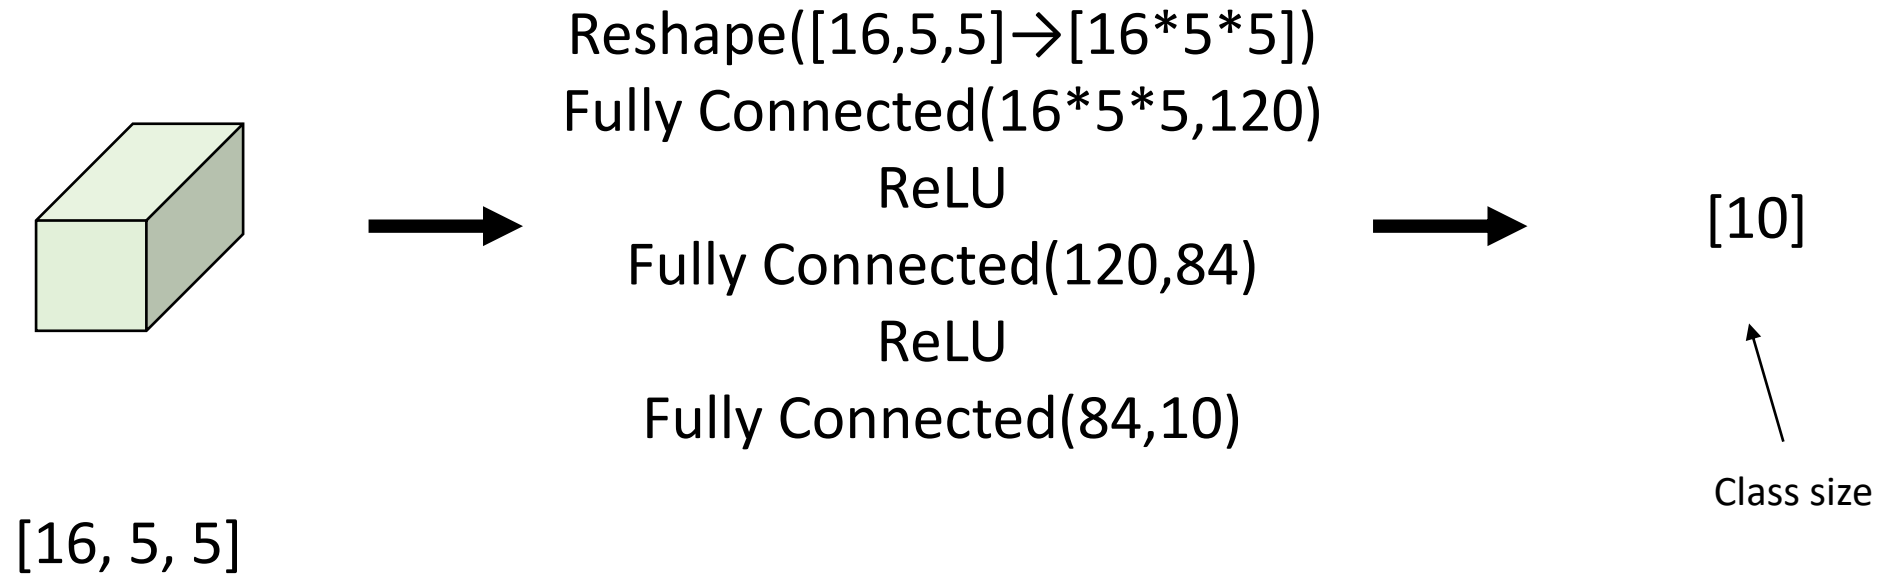 Reshape([16,5,5]→[16*5*5])
Fully Connected(16*5*5,120)
ReLU
Fully Connected(120,84)
ReLU
Fully Connected(84,10)
[10]
Class size
[16, 5, 5]